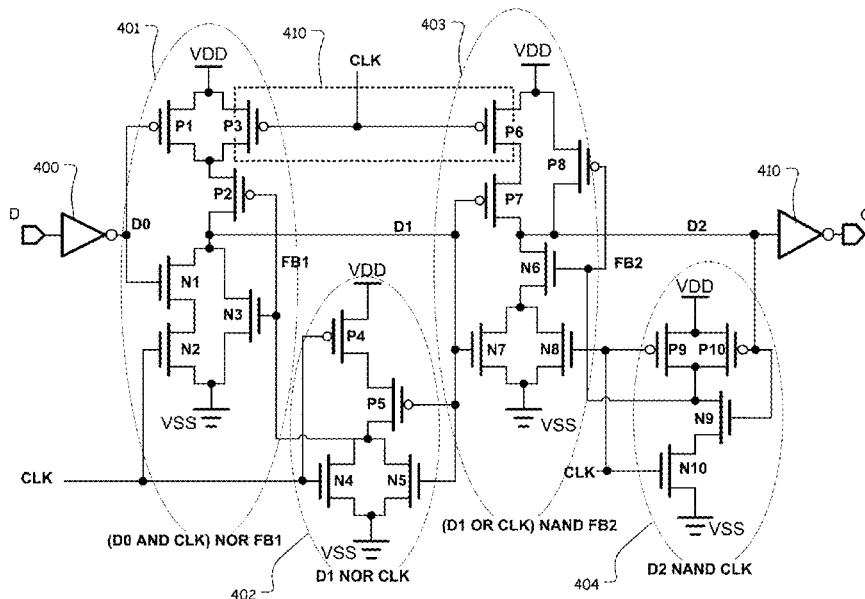 401
410
403
VDD
CLK
VDD
P1
P3
P6
400
P8
410
P2
P7
D
D0
D1
D2
FB1
N6
FB2
N1
VDD
VDD
N3
P4
N7
N8
P9
P10
N2
P5
N9
VSS
VSS
N4
N5
CLK
CLK
N10
VSS
VSS
(D0 AND CLK) NOR FB1
(D1 OR CLK) NAND FB2
402
D1 NOR CLK
404
D2 NAND CLK